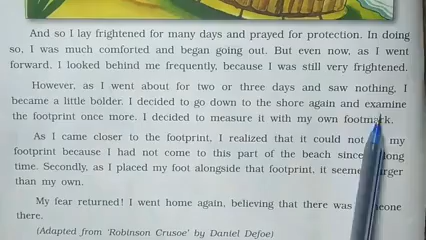 And so I lay frightened for many days and prayed for protection. In doing
so, I was much comforted and began going out. But even now, as I went
forward, I looked behind me frequently, because I was still very frightened.
However, as I went about for two or three days and saw nothing, I
became a little bolder. I decided to go down to the shore again and examine
the footprint once more. I decided to measure it with my own footmark.
As I came closer to the footprint, I realized that it could not my
footprint because I had not come to this part of the beach since long
time. Secondly, as I placed my foot alongside that footprint, it
than my own.
My fear returned! I went home again, believing that there was
there.
(Adapted from 'Robinson Crusoe' by Daniel Defoe)